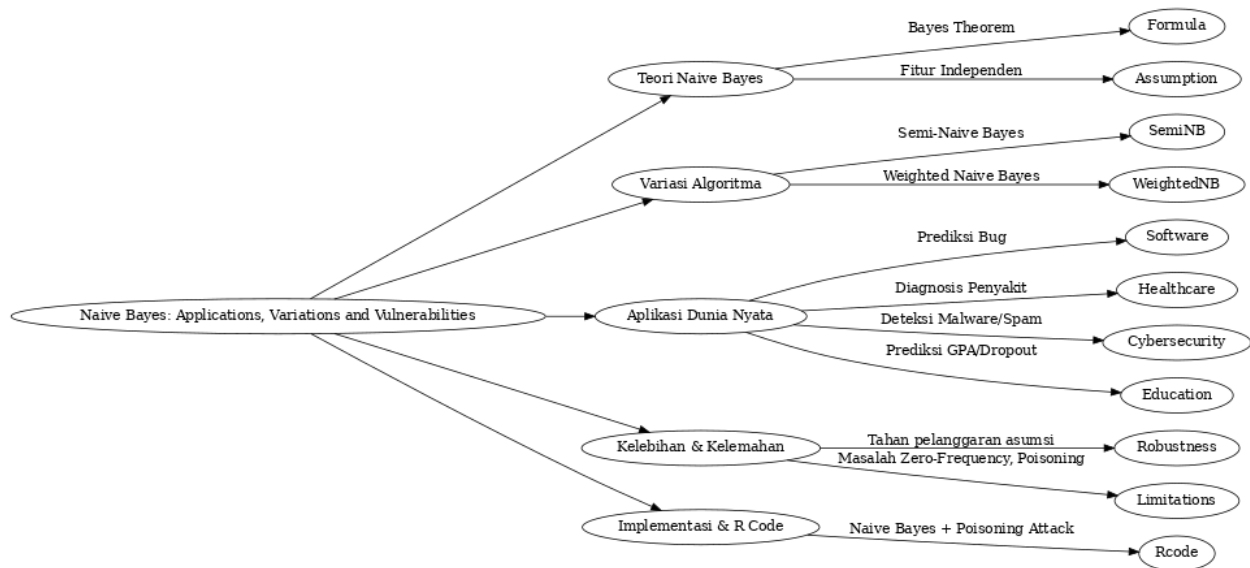 Bayes Theorem
Formula
Teori Naive Bayes
Fitur Independen
Assumption
Semi-Naive Bayes
SemiNB
Variasi Algoritma
Weighted Naive Bayes
WeightedNB
Prediksi Bug
Software
Diagnosis Penyakit
Healthcare
Naive Bayes: Applications, Variations and Vulnerabilities
Aplikasi Dunia Nyata
Deteksi Malware/Spam
Cybersecurity
Prediksi GPA/Dropout
Education
Kelebihan & Kelemahan
Tahan pelanggaran asumsi
Robustness
Masalah Zero-Frequency, Poisoning
Limitations
Implementasi & R Code
Naive Bayes + Poisoning Attack
Rcode